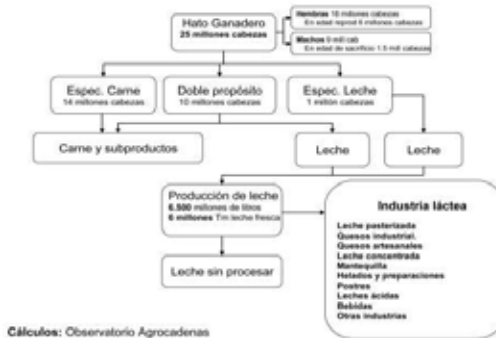 Hato Ganadero
25 millones cabezas
Hembras 16 millones cabezas
En edad reprod 6 millones cabezas
Machos 9 mill cab
En edad de sacrificio 1.5 mill cabezas
Espec. Carne
14 millones cabezas
Doble propósito
10 millones cabezas
Espec. Leche
1 millón cabezas
Carne y subproductos
Leche
Leche
Producción de leche
6.500 millones de litros
6 millones Tm leche fresca
Leche sin procesar
Industria láctea
Leche pasterizada
Quesos industrial.
Quesos artesanales
Leche concentrada
Mantequilla
Helados y preparaciones
Postres
Leches ácidas
Bebidas
Otras industrias
Cálculos: Observatorio Agrocadenas